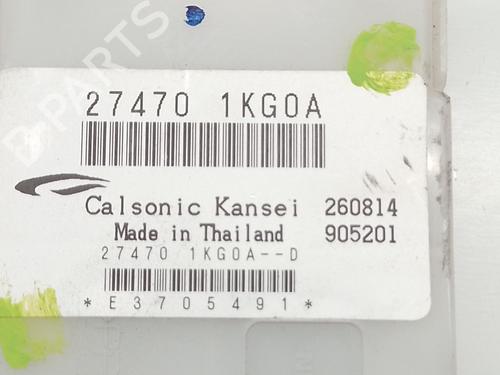 B-PARTS
27470 1KG0A
Calsonic Kansei 260814
Made in Thailand 905201
27470 1KG0A--D
*E3705491*